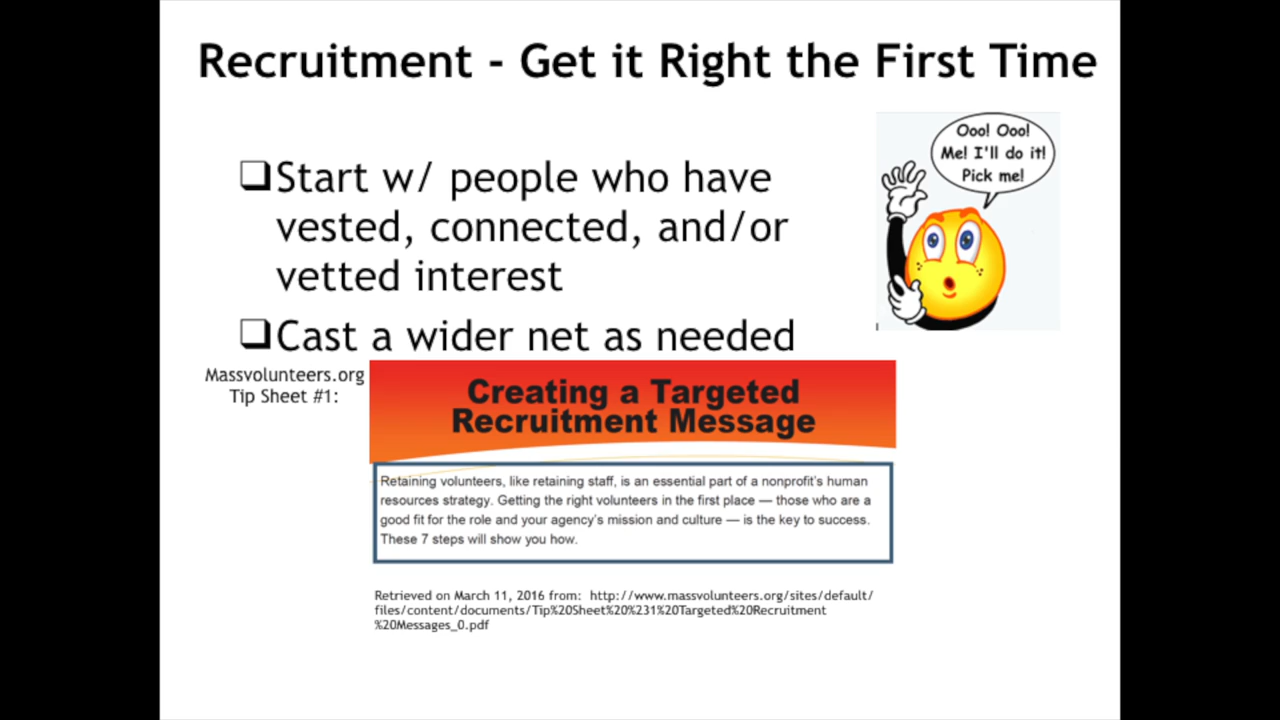 Recruitment - Get it Right the First Time
Ooo! Ooo!
Me! I'll do it!
Pick me!
❑Start w/ people who have
vested, connected, and/or
vetted interest
❑Cast a wider net as needed
Massvolunteers.org
Tip Sheet #1:
Creating a Targeted
Recruitment Message
Retaining volunteers, like retaining staff, is an essential part of a nonprofit's human
resources strategy. Getting the right volunteers in the first place — those who are a
good fit for the role and your agency's mission and culture — is the key to success.
These 7 steps will show you how.
Retrieved on March 11, 2016 from: http://www.massvolunteers.org/sites/default/
files/content/documents/Tip%20Sheet%20%231%20Targeted%20Recruitment
%20Messages_0.pdf